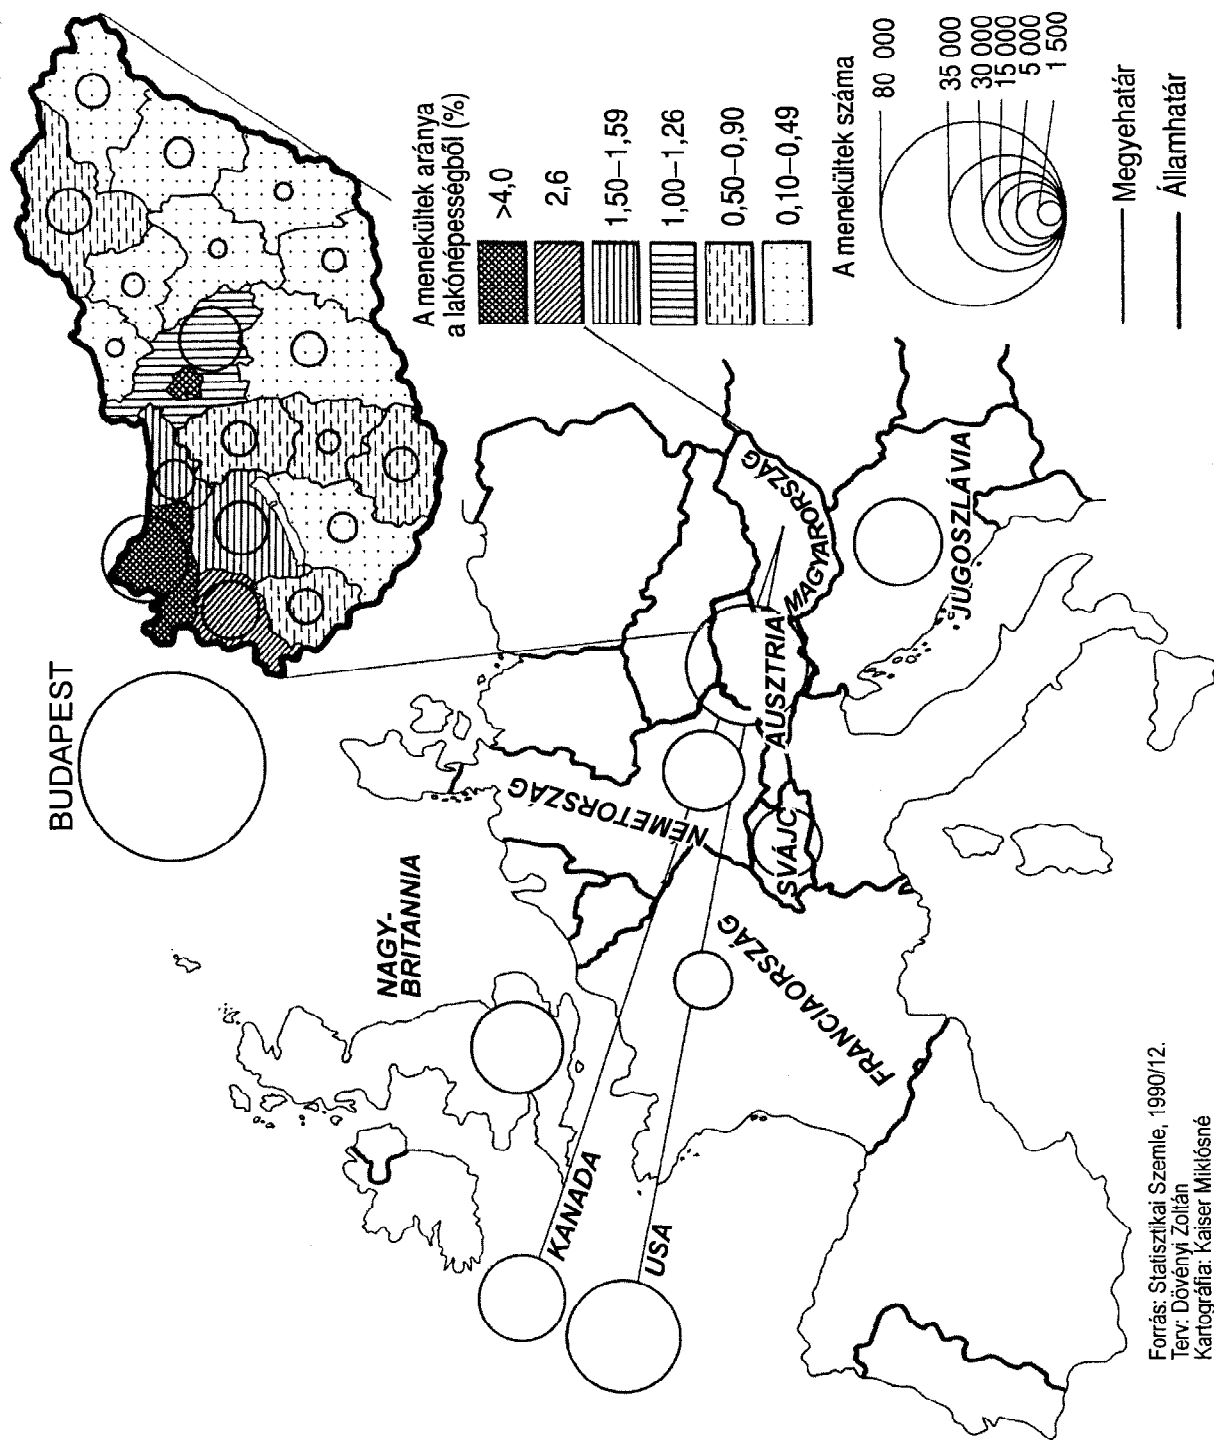 BUDAPEST
NAGY-
BRITANNIA
KANADA
USA
NÉMETORSZÁG
FRANCIAORSZÁG
SVÁJC
AUSZTRIA
MAGYARORSZÁG
JUGOSZLÁVIA
A menekültek aránya
a lakónépességből (%)
>4,0
2,6
1,50–1,59
1,00–1,26
0,50–0,90
0,10–0,49
A menekültek száma
80 000
35 000
30 000
15 000
5 000
1 500
Megyehatár
Államhatár
Forrás: Statisztikai Szemle, 1990/12.
Terv: Dövényi Zoltán
Kartográfia: Kaiser Miklósné